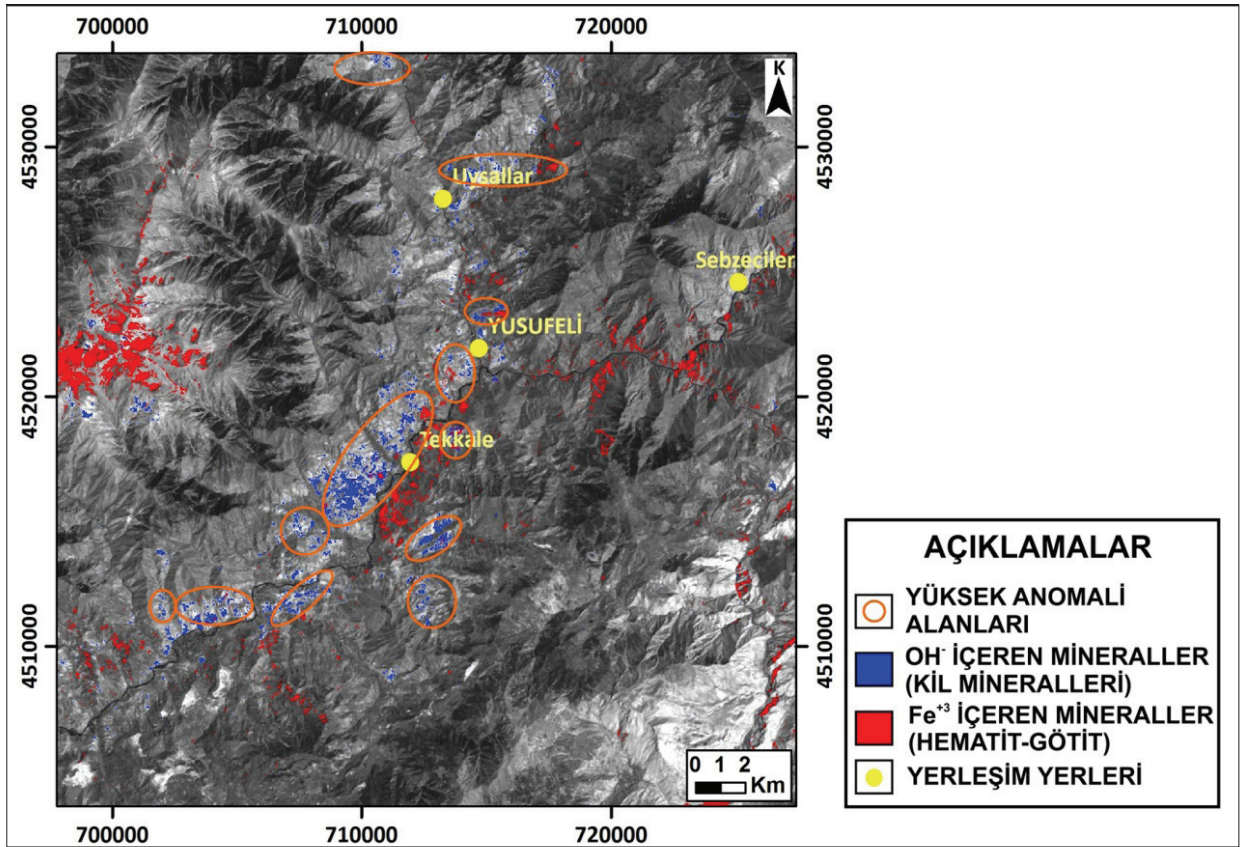 700000 710000 720000
K
4530000 4530000
Uysallar
Sebzeciler
YUSUFELİ
4520000 4520000
Tekkale
4510000 4510000
0 1 2
Km
700000 710000 720000
AÇIKLAMALAR
YÜKSEK ANOMALİ
ALANLARI
OH- İÇEREN MİNERALLER
(KİL MİNERALLERİ)
Fe+3 İÇEREN MİNERALLER
(HEMATİT-GÖTİT)
YERLEŞİM YERLERİ